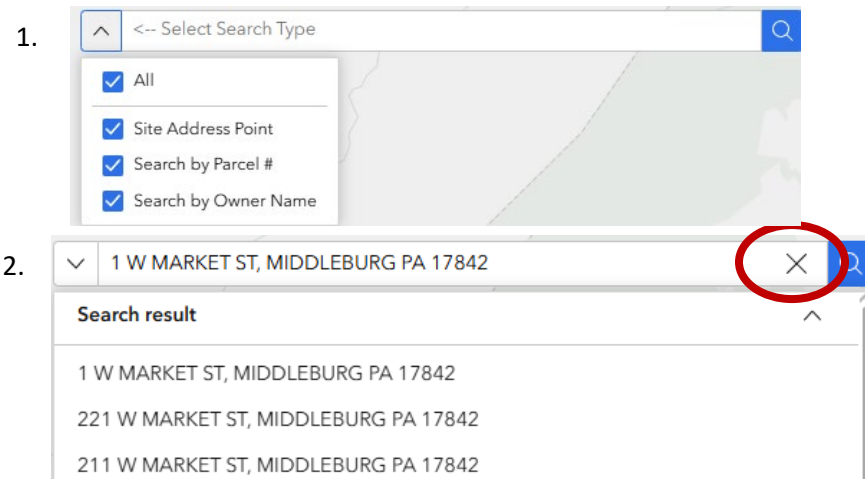 1.
<-- Select Search Type
All
Site Address Point
Search by Parcel #
Search by Owner Name
2.
1 W MARKET ST, MIDDLEBURG PA 17842
Search result
1 W MARKET ST, MIDDLEBURG PA 17842
221 W MARKET ST, MIDDLEBURG PA 17842
211 W MARKET ST, MIDDLEBURG PA 17842